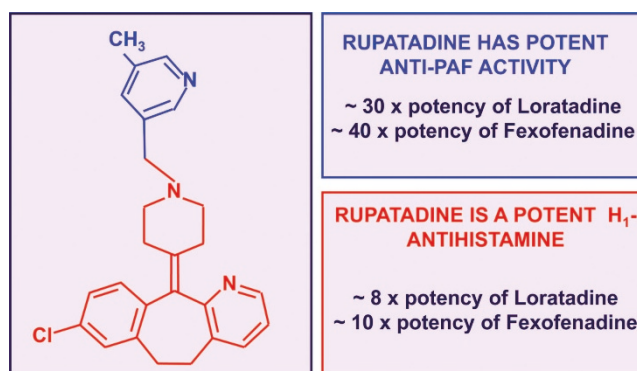 CH₃
N
N
N
Cl
RUPATADINE HAS POTENT
ANTI-PAF ACTIVITY
~ 30 x potency of Loratadine
~ 40 x potency of Fexofenadine
RUPATADINE IS A POTENT H₁-
ANTIHISTAMINE
~ 8 x potency of Loratadine
~ 10 x potency of Fexofenadine